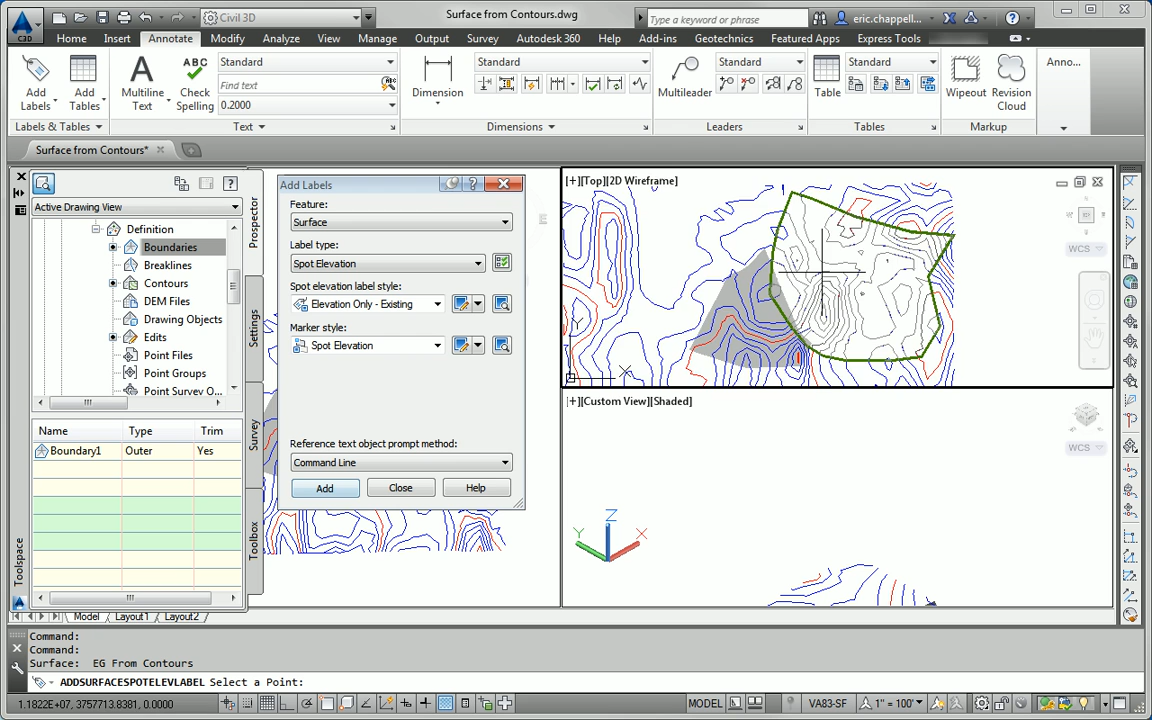 Civil 3D
Surface from Contours.dwg
Type a keyword or phrase
eric.chappell...
C3D
Home Insert Annotate Modify Analyze View Manage Output Survey Autodesk 360 Help Add-ins Geotechnics Featured Apps Express Tools
Add Labels
Add Tables
Multiline Text
ABC
Check Spelling
Standard
Find text
0.2000
Dimension
Standard
Multileader
Standard
Table
Standard
Wipeout
Revision Cloud
Anno...
Labels & Tables
Text
Dimensions
Leaders
Tables
Markup
Surface from Contours*
Active Drawing View
Definition
Boundaries
Breaklines
Contours
DEM Files
Drawing Objects
Edits
Point Files
Point Groups
Point Survey O...
Name Type Trim
Boundary1 Outer Yes
Prospector
Settings
Survey
Toolbox
Toolspace
Add Labels
Feature:
Surface
Label type:
Spot Elevation
Spot elevation label style:
Elevation Only - Existing
Marker style:
Spot Elevation
Reference text object prompt method:
Command Line
Add Close Help
[+][Top][2D Wireframe]
WCS
[+][Custom View][Shaded]
WCS
Z
Y
X
Model Layout1 Layout2
Command:
Command:
Surface: EG From Contours
ADDSURFACESPOTELEVLABEL Select a Point:
1.1822E+07, 3757713.8381, 0.0000
MODEL
VA83-SF
1" = 100'